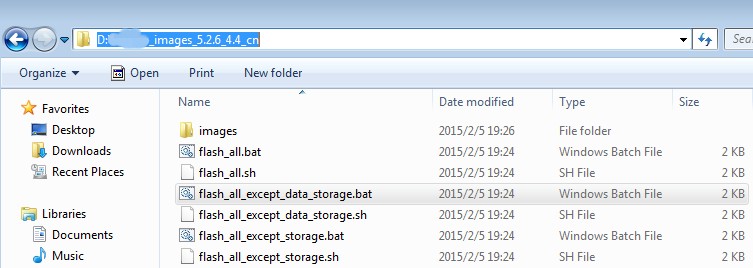 D:\ _images_5.2.6_4.4_cn
Sea
Organize Open Print New folder
Favorites
Desktop
Downloads
Recent Places
Libraries
Documents
Music
Name Date modified Type Size
images 2015/2/5 19:26 File folder
flash_all.bat 2015/2/5 19:24 Windows Batch File 2 KB
flash_all.sh 2015/2/5 19:24 SH File 2 KB
flash_all_except_data_storage.bat 2015/2/5 19:24 Windows Batch File 2 KB
flash_all_except_data_storage.sh 2015/2/5 19:24 SH File 2 KB
flash_all_except_storage.bat 2015/2/5 19:24 Windows Batch File 2 KB
flash_all_except_storage.sh 2015/2/5 19:24 SH File 2 KB